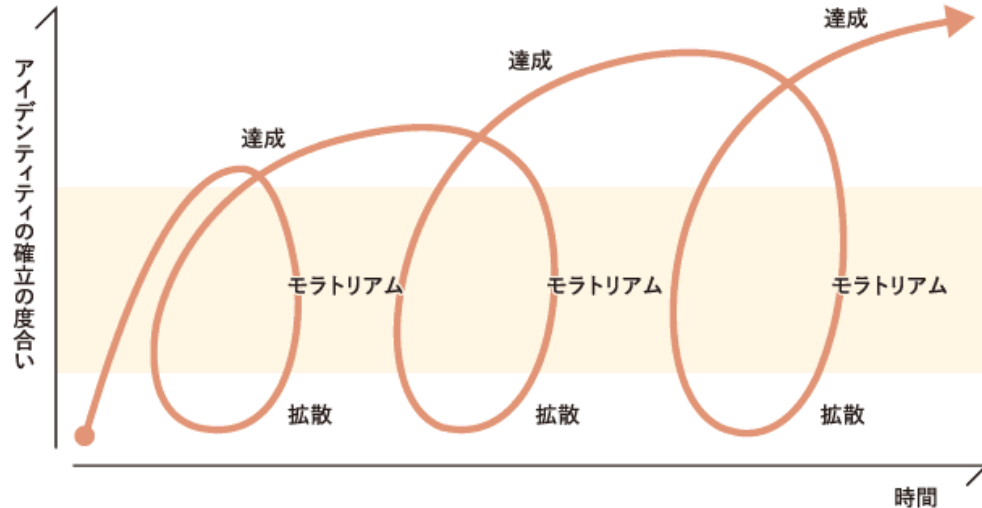 アイデンティティの確立の度合い
達成
達成
達成
モラトリアム
モラトリアム
モラトリアム
拡散
拡散
拡散
時間